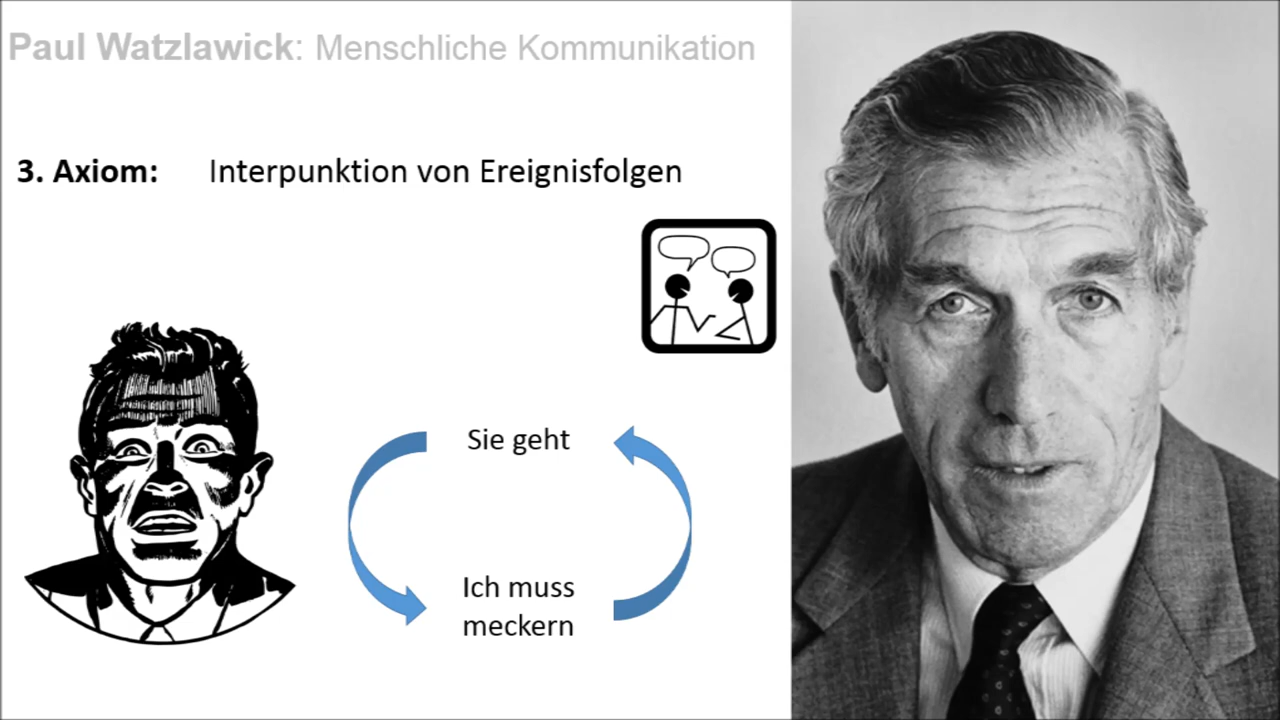 Paul Watzlawick: Menschliche Kommunikation
3. Axiom: Interpunktion von Ereignisfolgen
Sie geht
Ich muss
meckern